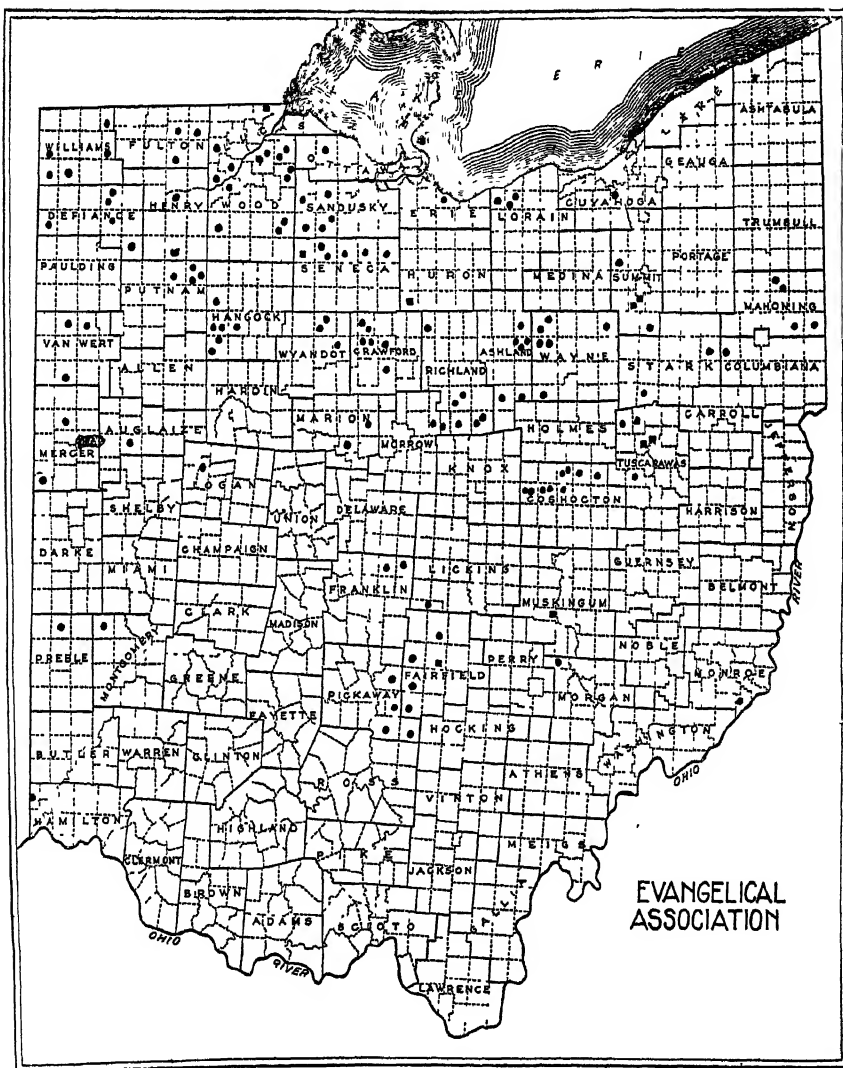 ERIE
LAKE
ASHTABULA
WILLIAMS
FULTON
LUCAS
OTTAWA
GEAUGA
CUYAHOGA
TRUMBULL
DEFIANCE
HENRY
WOOD
SANDUSKY
ERIE
LORAIN
PORTAGE
PAULDING
SENECA
HURON
MEDINA
SUMMIT
PUTNAM
MAHONING
HANCOCK
VAN WERT
WYANDOT
CRAWFORD
ASHLAND
WAYNE
STARK
COLUMBIANA
ALLEN
RICHLAND
HARDIN
MARION
CARROLL
AUGLAIZE
HOLMES
MERCER
MORROW
KNOX
TUSCARAWAS
JEFFERSON
LOGAN
COSHOCTON
SHELBY
UNION
DELAWARE
HARRISON
DARKE
CHAMPAIGN
GUERNSEY
MIAMI
LICKING
BELMONT
FRANKLIN
CLARK
MUSKINGUM
RIVER
MADISON
PREBLE
MONTGOMERY
NOBLE
GREENE
FAIRFIELD
PERRY
MONROE
PICKAWAY
MORGAN
FAYETTE
HOCKING
WASHINGTON
BUTLER
WARREN
CLINTON
ATHENS
OHIO
ROSS
VINTON
HAMILTON
HIGHLAND
MEIGS
CLERMONT
PIKE
JACKSON
BROWN
ADAMS
SCIOTO
OHIO
RIVER
LAWRENCE
EVANGELICAL
ASSOCIATION